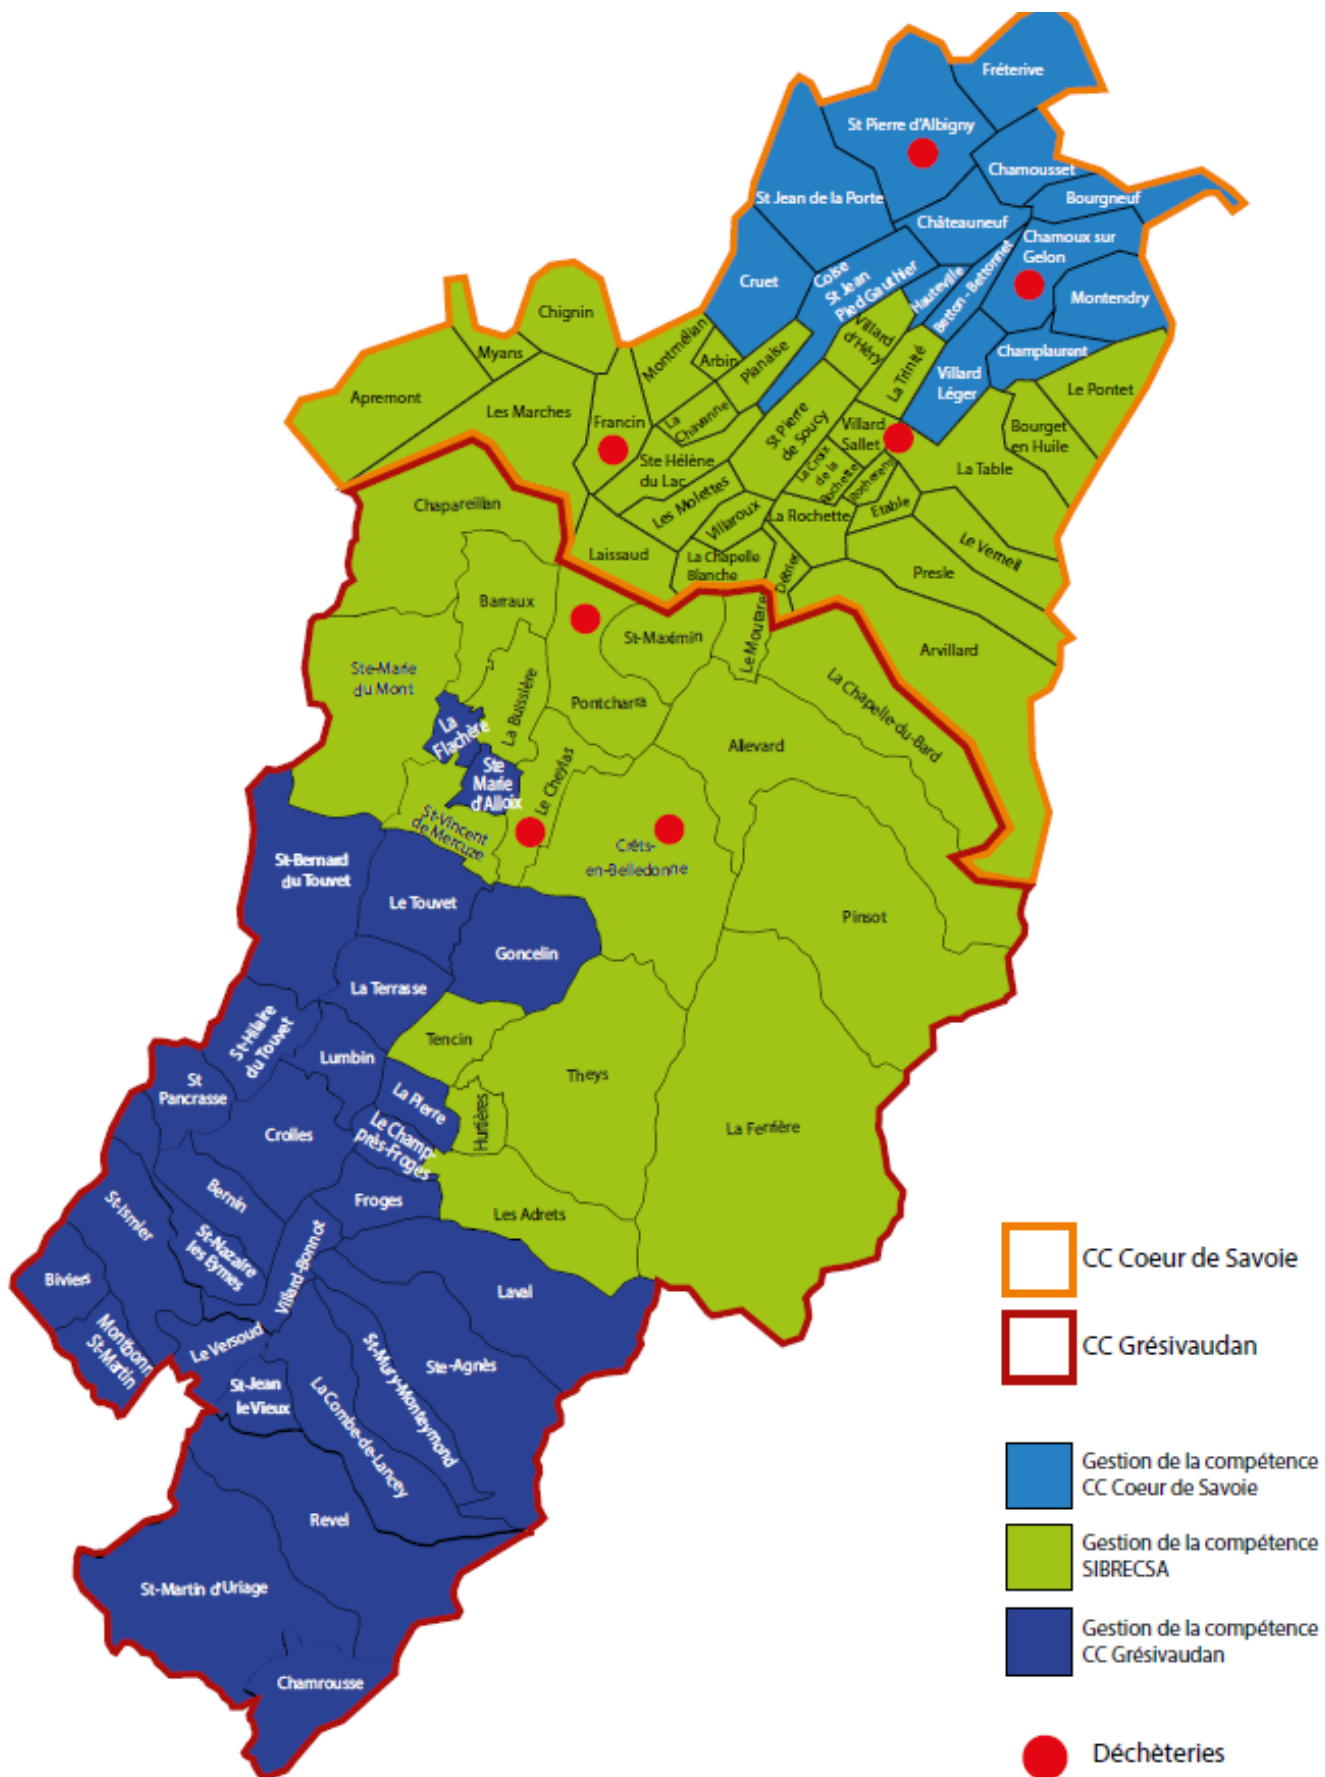 Fréterive
St Pierre d'Albigny
Chamousset
St Jean de la Porte
Bourgneuf
Châteauneuf
Chamoux sur
Gelon
Cruet
Coise
St Jean
Pied Gauthier
Hauteville
Betton - Bettonnet
Montendry
Chignin
Montmélian
Myans
Arbin
Planaise
Villard
d'Héry
La Trinité
Champlaurent
Villard
Léger
Le Pontet
Apremont
Les Marches
Francin
La
Chavanne
St Pierre
de Soucy
Villard
Sallet
Bourget
en Huile
Ste Hélène
du Lac
La Croix
de la
Rochette
Rotherens
La Table
Chapareillan
Les Molettes
Villaroux
La Rochette
Etable
Le Verneil
Laissaud
La Chapelle
Blanche
Détrier
Presle
Barraux
St-Maximin
Le Moutaret
Arvillard
Ste-Marie
du Mont
La Buissière
Pontcharra
La Chapelle-du-Bard
La
Flachère
Allevard
Ste
Marie
d'Alloix
Le Cheylas
St-Vincent
de Mercuze
Crêts-
en-Belledonne
St-Bernard
du Touvet
Le Touvet
Pinsot
Goncelin
La Terrasse
St-Hilaire
du Touvet
Lumbin
Tencin
Theys
St
Pancrasse
La Pierre
Hurtières
La Ferrière
Crolles
Le Champ-
près-Froges
Bernin
Froges
Les Adrets
St-Ismier
St-Nazaire
les Eymes
Villard-Bonnot
Biviers
Laval
Montbonn
St-Martin
Le Versoud
St-Mury-Monteymond
Ste-Agnès
St-Jean
le Vieux
La Combe-de-Lancey
Revel
St-Martin d'Uriage
Chamrousse
CC Coeur de Savoie
CC Grésivaudan
Gestion de la compétence
CC Coeur de Savoie
Gestion de la compétence
SIBRECSA
Gestion de la compétence
CC Grésivaudan
Déchèteries